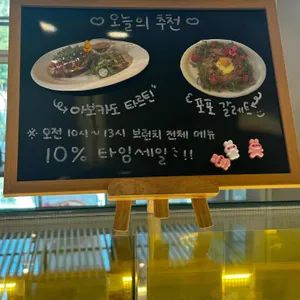 ♡ 오늘의 추천 ♡
아보카도 타르틴
포포 갈레트
※ 오전 10시~13시 브런치 전체 메뉴
10% 타임세일!!